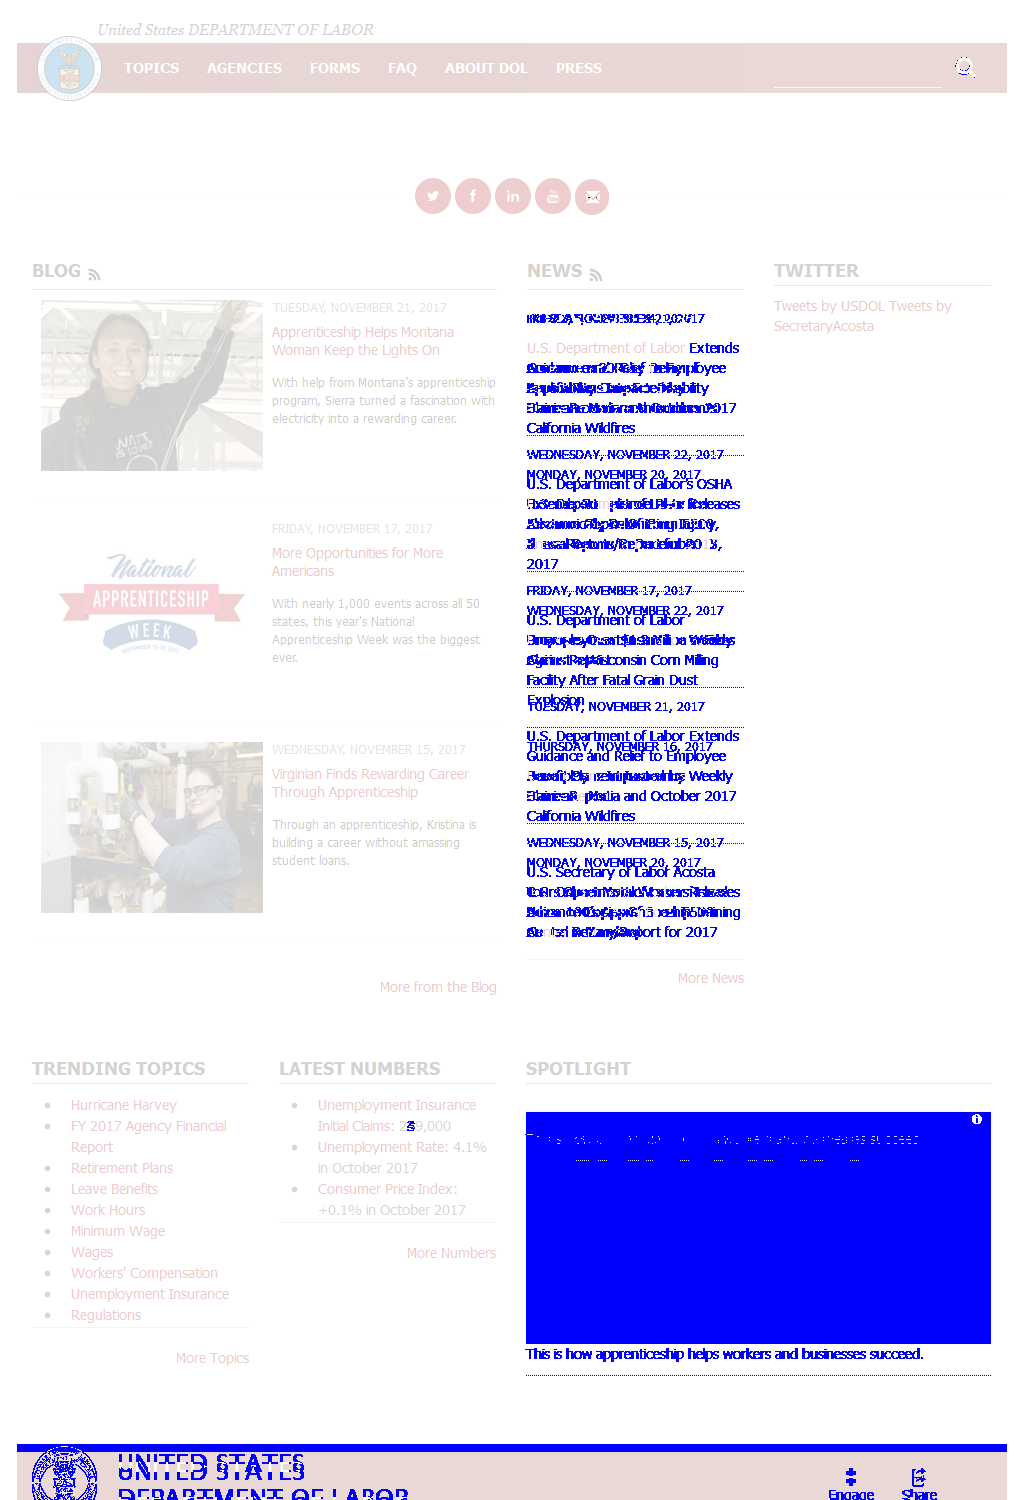 United States DEPARTMENT OF LABOR
TOPICS AGENCIES FORMS FAQ ABOUT DOL PRESS
BLOG
TUESDAY, NOVEMBER 21, 2017
Apprenticeship Helps Montana
Woman Keep the Lights On
With help from Montana's apprenticeship
program, Sierra turned a fascination with
electricity into a rewarding career.
FRIDAY, NOVEMBER 17, 2017
More Opportunities for More
Americans
National
APPRENTICESHIP
WEEK
With nearly 1,000 events across all 50
states, this year's National
Apprenticeship Week was the biggest
ever.
WEDNESDAY, NOVEMBER 15, 2017
Virginian Finds Rewarding Career
Through Apprenticeship
Through an apprenticeship, Kristina is
building a career without amassing
student loans.
More from the Blog
NEWS
U.S. Department of Labor Extends
California Wildfires
WEDNESDAY, NOVEMBER 22, 2017
MONDAY, NOVEMBER 20, 2017
U.S. Department of Labor's OSHA
2017
FRIDAY, NOVEMBER 17, 2017
WEDNESDAY, NOVEMBER 22, 2017
U.S. Department of Labor
Wisconsin Corn Milling
Facility After Fatal Grain Dust
Explosion
TUESDAY, NOVEMBER 21, 2017
U.S. Department of Labor Extends
THURSDAY, NOVEMBER 16, 2017
Guidance and Relief to Employee
Weekly
and October 2017
California Wildfires
WEDNESDAY, NOVEMBER 15, 2017
MONDAY, NOVEMBER 20, 2017
U.S. Secretary of Labor Acosta
Report for 2017
More News
TWITTER
Tweets by USDOL Tweets by
SecretaryAcosta
TRENDING TOPICS
Hurricane Harvey
FY 2017 Agency Financial
Report
Retirement Plans
Leave Benefits
Work Hours
Minimum Wage
Wages
Workers' Compensation
Unemployment Insurance
Regulations
More Topics
LATEST NUMBERS
Unemployment Insurance
Initial Claims:
Unemployment Rate: 4.1%
in October 2017
Consumer Price Index:
+0.1% in October 2017
More Numbers
SPOTLIGHT
This is how apprenticeship helps workers and businesses succeed.
UNITED STATES
DEPARTMENT OF LABOR
Engage Share